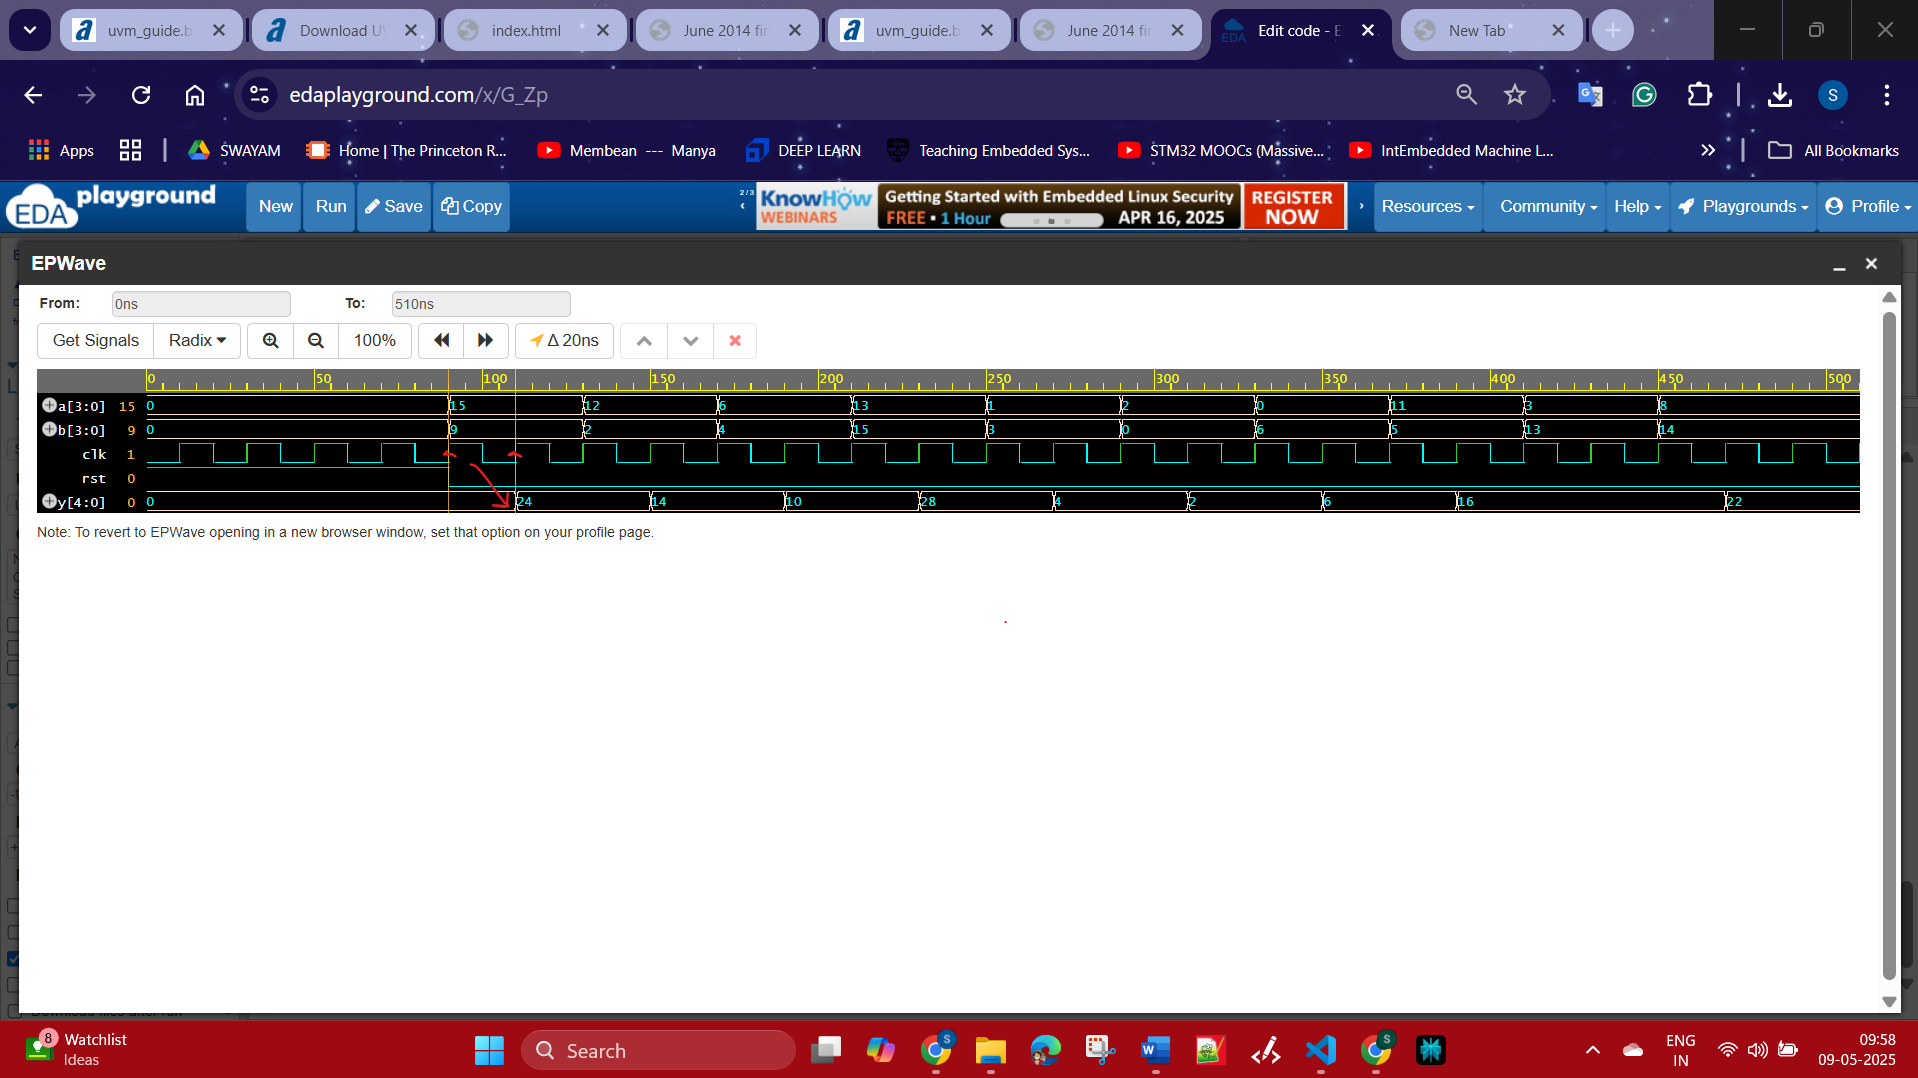 uvm_guide.b
Download U
index.html
June 2014 fir
uvm_guide.b
June 2014 fir
EDA
Edit code - E
New Tab
edaplayground.com/x/G_Zp
S
Apps
SWAYAM
Home | The Princeton R...
Membean --- Manya
DEEP LEARN
Teaching Embedded Sys...
STM32 MOOCs (Massive...
IntEmbedded Machine L...
All Bookmarks
EDA playground
New
Run
Save
Copy
2 / 3
KnowHow
WEBINARS
Getting Started with Embedded Linux Security
FREE • 1 Hour
APR 16, 2025
REGISTER
NOW
Resources
Community
Help
Playgrounds
Profile
EPWave
From:
0ns
To:
510ns
Get Signals
Radix
100%
Δ 20ns
0 50 100 150 200 250 300 350 400 450 500
a[3:0] 15 0 15 12 6 13 1 2 0 11 3 8
b[3:0] 9 0 9 2 4 15 3 0 6 5 13 14
clk 1
rst 0
y[4:0] 0 0 24 14 10 28 4 2 6 16 22
Note: To revert to EPWave opening in a new browser window, set that option on your profile page.
8
Watchlist
Ideas
Search
S
S
ENG
IN
09:58
09-05-2025